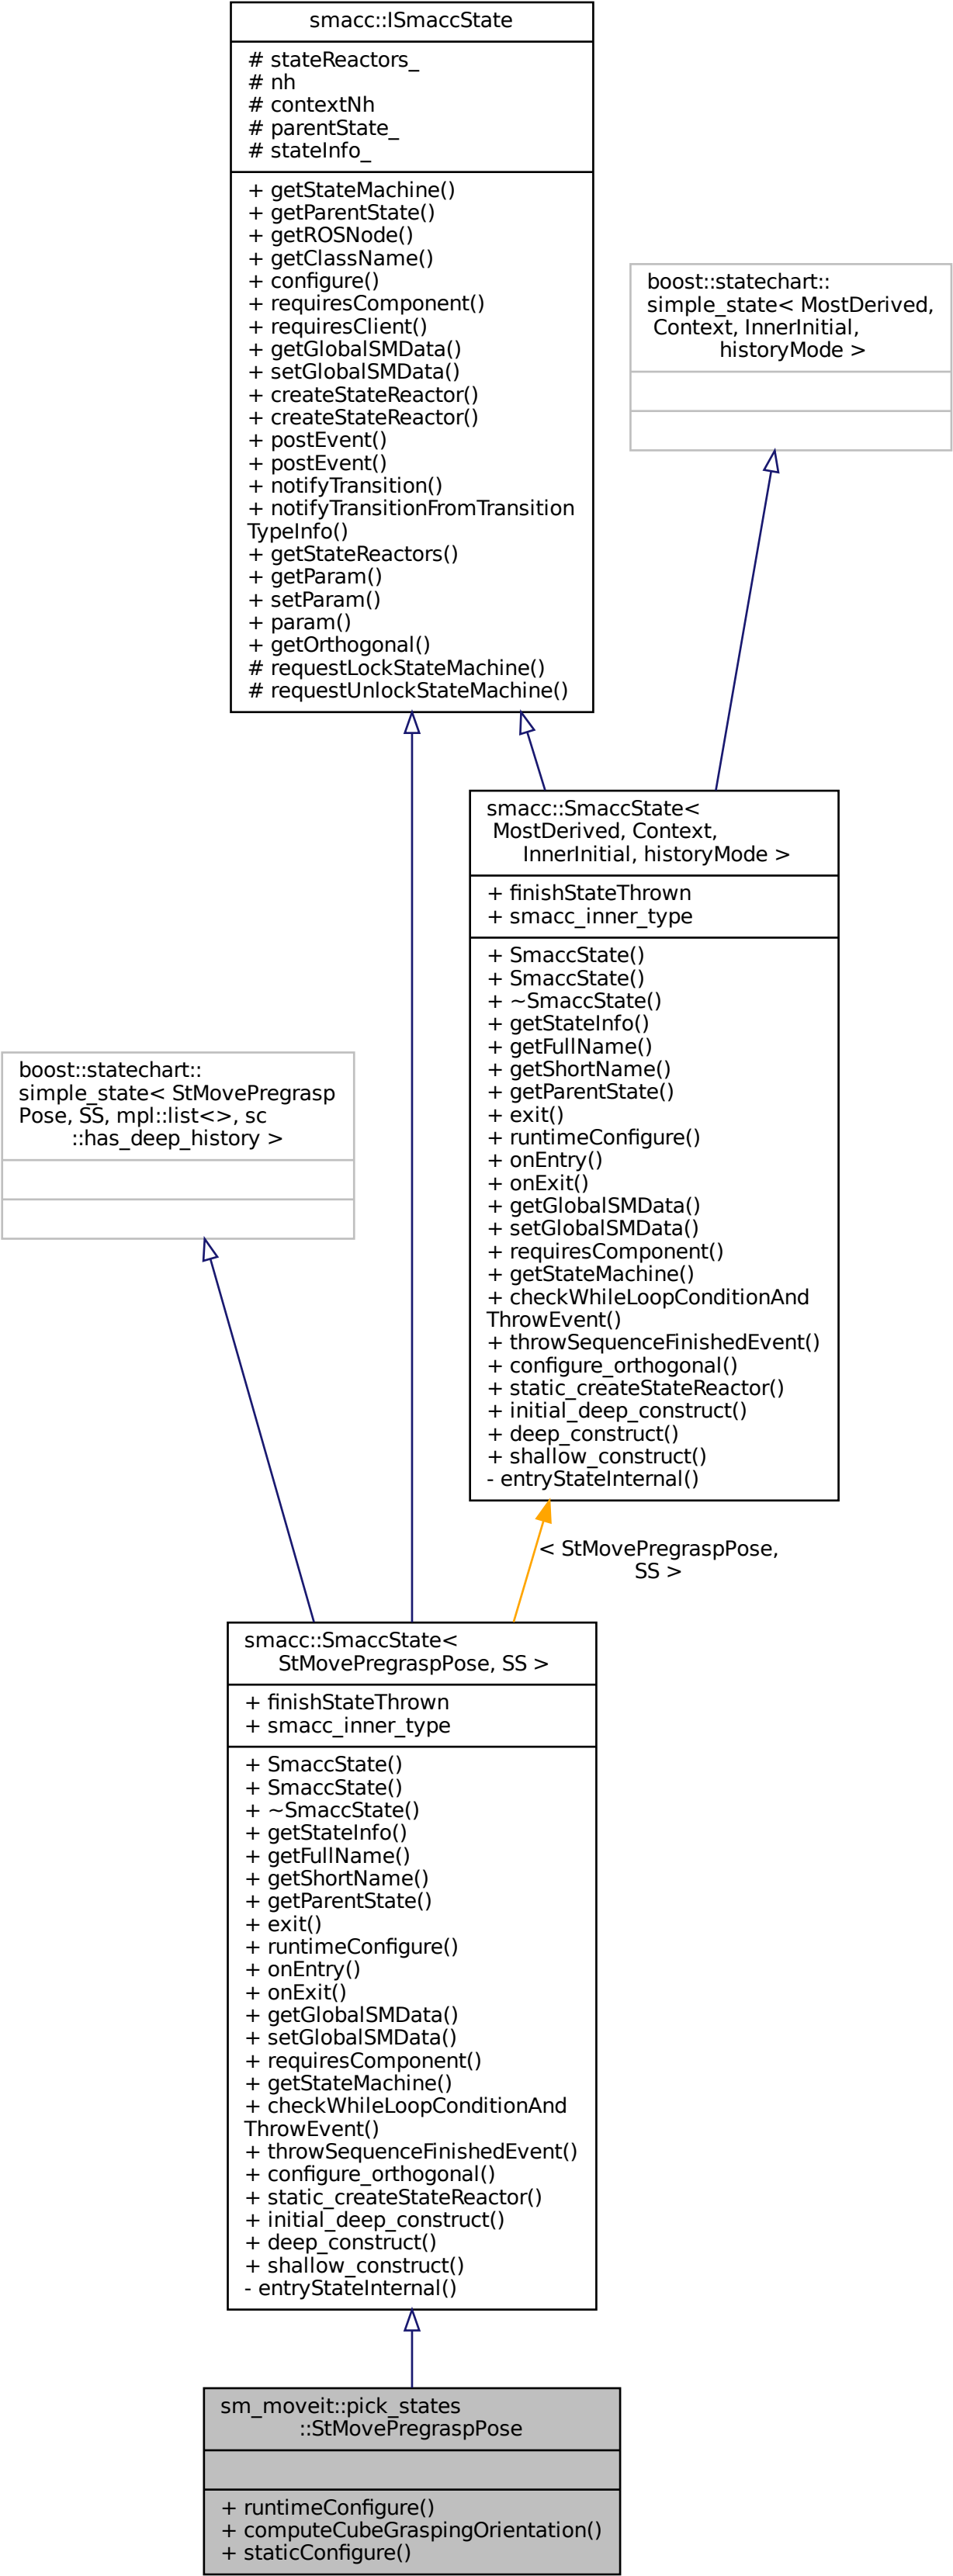 smacc::ISmaccState
# stateReactors_
# nh
# contextNh
# parentState_
# stateInfo_
+ getStateMachine()
+ getParentState()
+ getROSNode()
+ getClassName()
+ configure()
+ requiresComponent()
+ requiresClient()
+ getGlobalSMData()
+ setGlobalSMData()
+ createStateReactor()
+ createStateReactor()
+ postEvent()
+ postEvent()
+ notifyTransition()
+ notifyTransitionFromTransition
TypeInfo()
+ getStateReactors()
+ getParam()
+ setParam()
+ param()
+ getOrthogonal()
# requestLockStateMachine()
# requestUnlockStateMachine()
boost::statechart::
simple_state< MostDerived,
Context, InnerInitial,
historyMode >
smacc::SmaccState<
MostDerived, Context,
InnerInitial, historyMode >
+ finishStateThrown
+ smacc_inner_type
+ SmaccState()
+ SmaccState()
+ ~SmaccState()
+ getStateInfo()
+ getFullName()
+ getShortName()
+ getParentState()
+ exit()
+ runtimeConfigure()
+ onEntry()
+ onExit()
+ getGlobalSMData()
+ setGlobalSMData()
+ requiresComponent()
+ getStateMachine()
+ checkWhileLoopConditionAnd
ThrowEvent()
+ throwSequenceFinishedEvent()
+ configure_orthogonal()
+ static_createStateReactor()
+ initial_deep_construct()
+ deep_construct()
+ shallow_construct()
- entryStateInternal()
boost::statechart::
simple_state< StMovePregrasp
Pose, SS, mpl::list<>, sc
::has_deep_history >
< StMovePregraspPose,
SS >
smacc::SmaccState<
StMovePregraspPose, SS >
+ finishStateThrown
+ smacc_inner_type
+ SmaccState()
+ SmaccState()
+ ~SmaccState()
+ getStateInfo()
+ getFullName()
+ getShortName()
+ getParentState()
+ exit()
+ runtimeConfigure()
+ onEntry()
+ onExit()
+ getGlobalSMData()
+ setGlobalSMData()
+ requiresComponent()
+ getStateMachine()
+ checkWhileLoopConditionAnd
ThrowEvent()
+ throwSequenceFinishedEvent()
+ configure_orthogonal()
+ static_createStateReactor()
+ initial_deep_construct()
+ deep_construct()
+ shallow_construct()
- entryStateInternal()
sm_moveit::pick_states
::StMovePregraspPose
+ runtimeConfigure()
+ computeCubeGraspingOrientation()
+ staticConfigure()